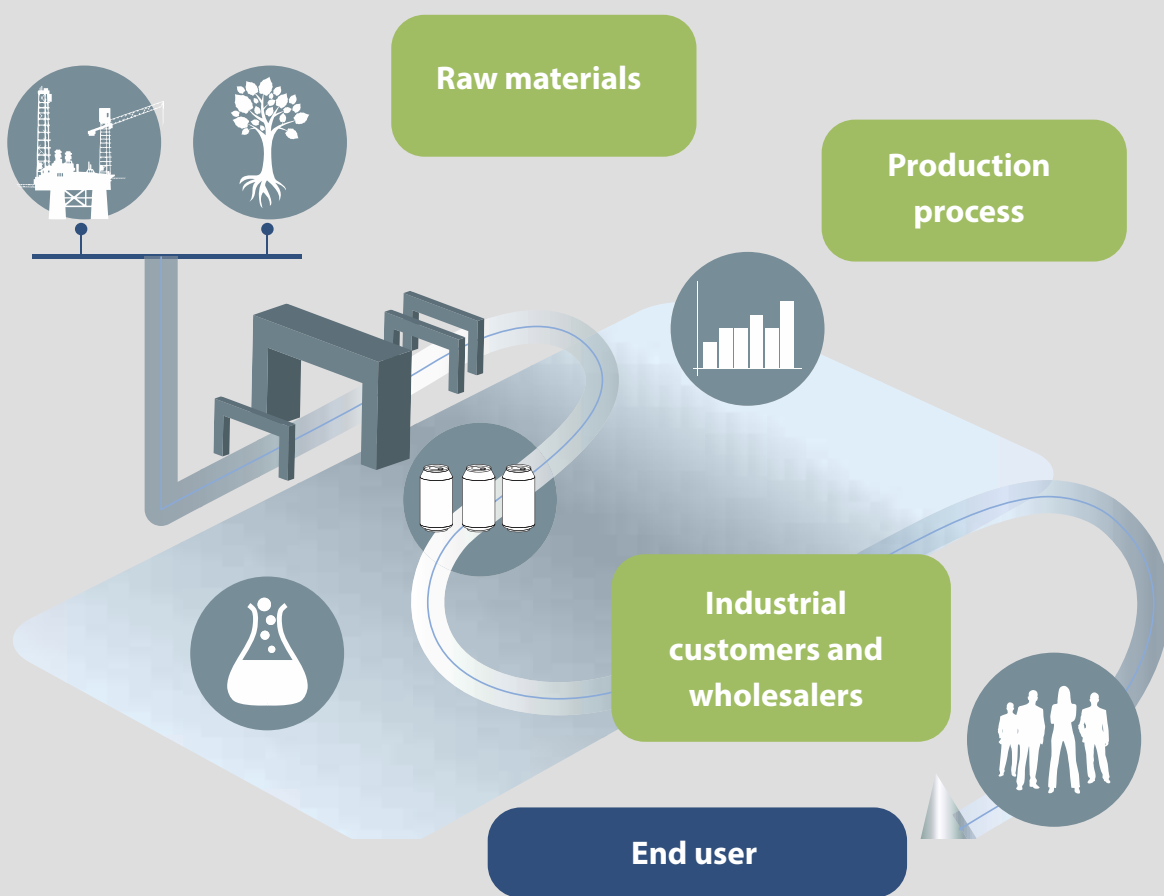 Raw materials
Production
process
Industrial
customers and
wholesalers
End user